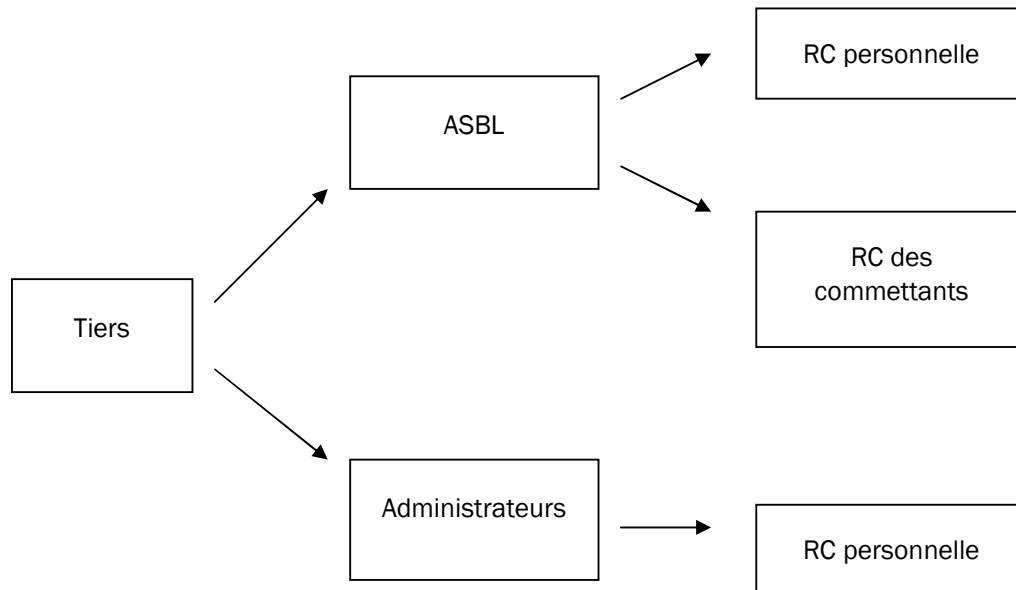 RC personnelle
ASBL
RC des
commettants
Tiers
Administrateurs
RC personnelle